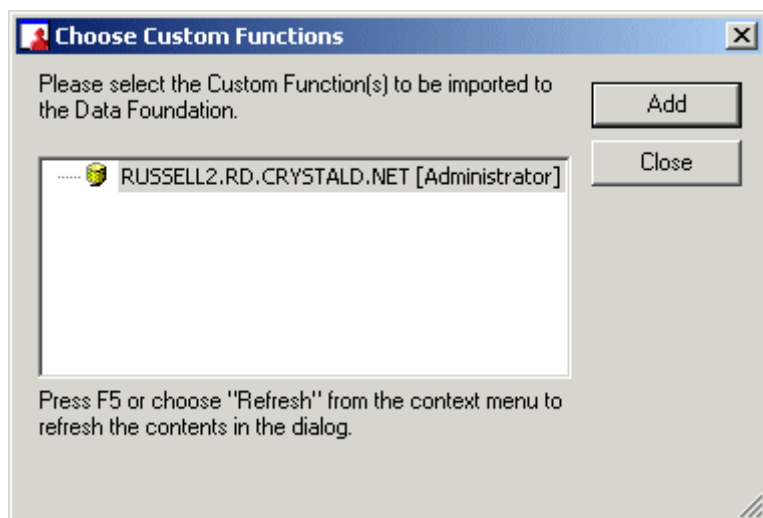 Choose Custom Functions
Please select the Custom Function(s) to be imported to
the Data Foundation.
Add
Close
RUSSELL2.RD.CRYSTALD.NET [Administrator]
Press F5 or choose "Refresh" from the context menu to
refresh the contents in the dialog.